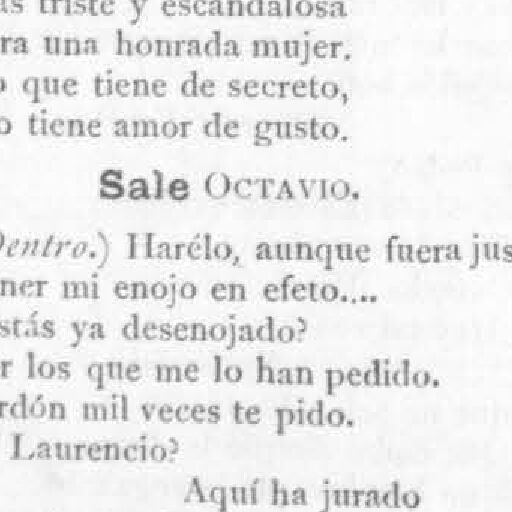 as triste y escandalosa
ra una honrada mujer.
o que tiene de secreto,
o tiene amor de gusto.
Sale OCTAVIO.
Dentro.) Harélo, aunque fuera jus
ner mi enojo en efeto....
stás ya desenojado?
r los que me lo han pedido.
rdón mil veces te pido.
Laurencio?
Aquí ha jurado